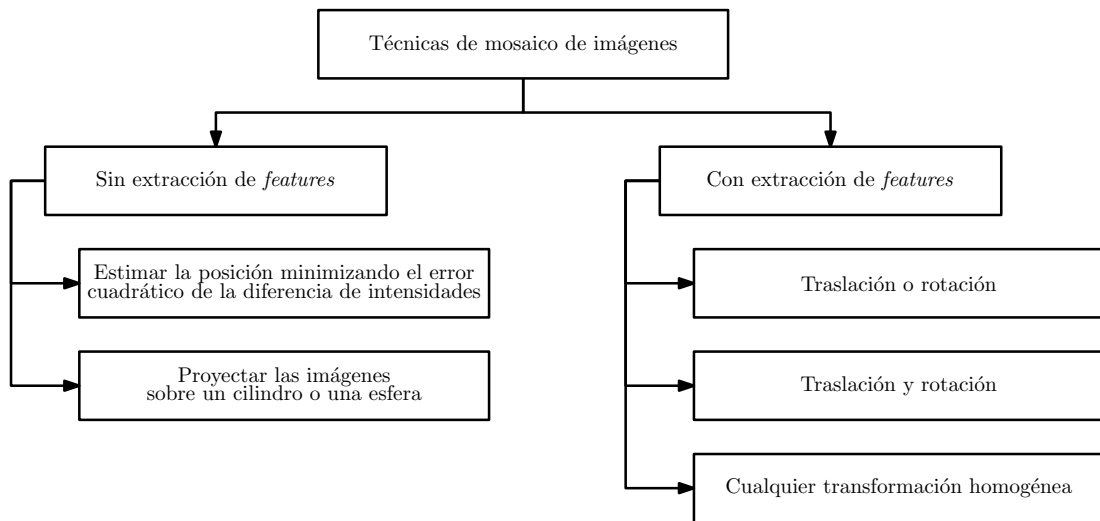 Técnicas de mosaico de imágenes
Sin extracción de features
Estimar la posición minimizando el error
cuadrático de la diferencia de intensidades
Proyectar las imágenes
sobre un cilindro o una esfera
Con extracción de features
Traslación o rotación
Traslación y rotación
Cualquier transformación homogénea